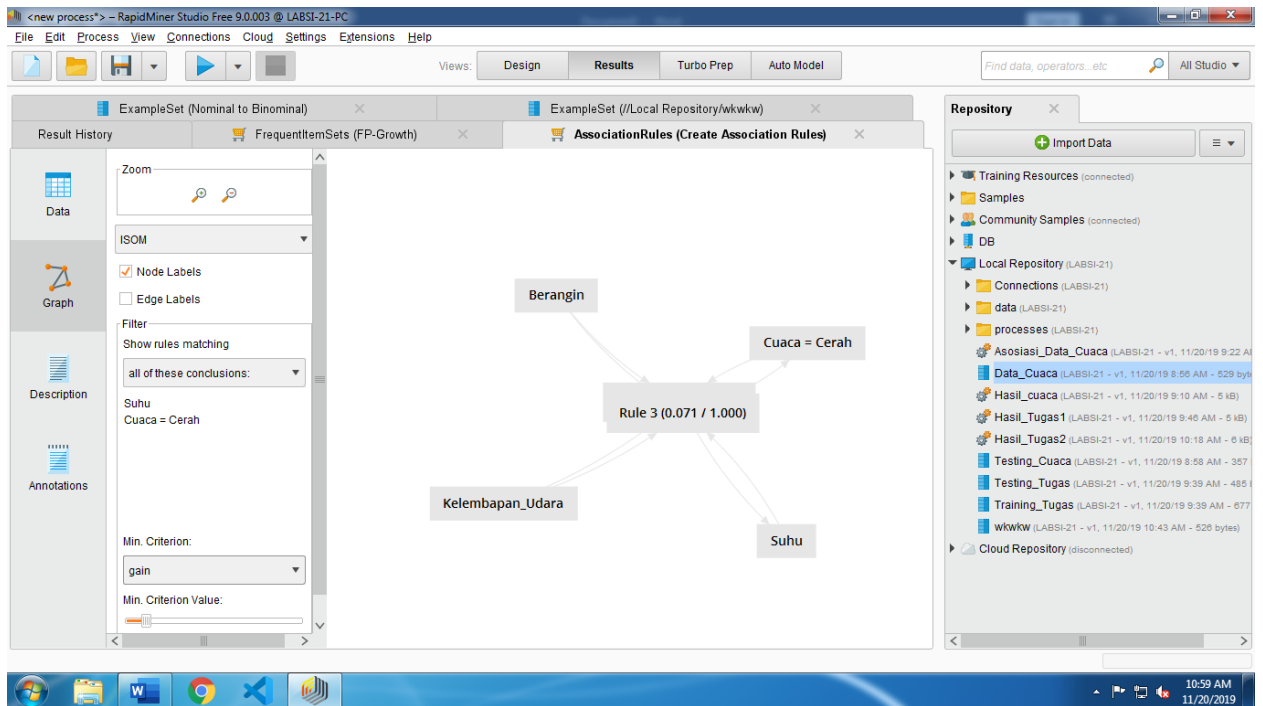 <new process*> – RapidMiner Studio Free 9.0.003 @ LABSI-21-PC
File Edit Process View Connections Cloud Settings Extensions Help
Views: Design Results Turbo Prep Auto Model
Find data, operators...etc All Studio
ExampleSet (Nominal to Binominal) ExampleSet (//Local Repository/wkwkw)
Result History FrequentItemSets (FP-Growth) AssociationRules (Create Association Rules)
Data
Graph
Description
Annotations
Zoom
ISOM
Node Labels
Edge Labels
Filter
Show rules matching
all of these conclusions:
Suhu
Cuaca = Cerah
Min. Criterion:
gain
Min. Criterion Value:
Berangin
Cuaca = Cerah
Rule 3 (0.071 / 1.000)
Kelembapan_Udara
Suhu
Repository
Import Data
Training Resources (connected)
Samples
Community Samples (connected)
DB
Local Repository (LABSI-21)
Connections (LABSI-21)
data (LABSI-21)
processes (LABSI-21)
Asosiasi_Data_Cuaca (LABSI-21 - v1, 11/20/19 9:22 A
Data_Cuaca (LABSI-21 - v1, 11/20/19 8:56 AM - 529 byt
Hasil_cuaca (LABSI-21 - v1, 11/20/19 9:10 AM - 5 kB)
Hasil_Tugas1 (LABSI-21 - v1, 11/20/19 9:46 AM - 5 kB)
Hasil_Tugas2 (LABSI-21 - v1, 11/20/19 10:18 AM - 6 kB
Testing_Cuaca (LABSI-21 - v1, 11/20/19 8:58 AM - 357
Testing_Tugas (LABSI-21 - v1, 11/20/19 9:39 AM - 485
Training_Tugas (LABSI-21 - v1, 11/20/19 9:39 AM - 677
wkwkw (LABSI-21 - v1, 11/20/19 10:43 AM - 526 bytes)
Cloud Repository (disconnected)
10:59 AM
11/20/2019